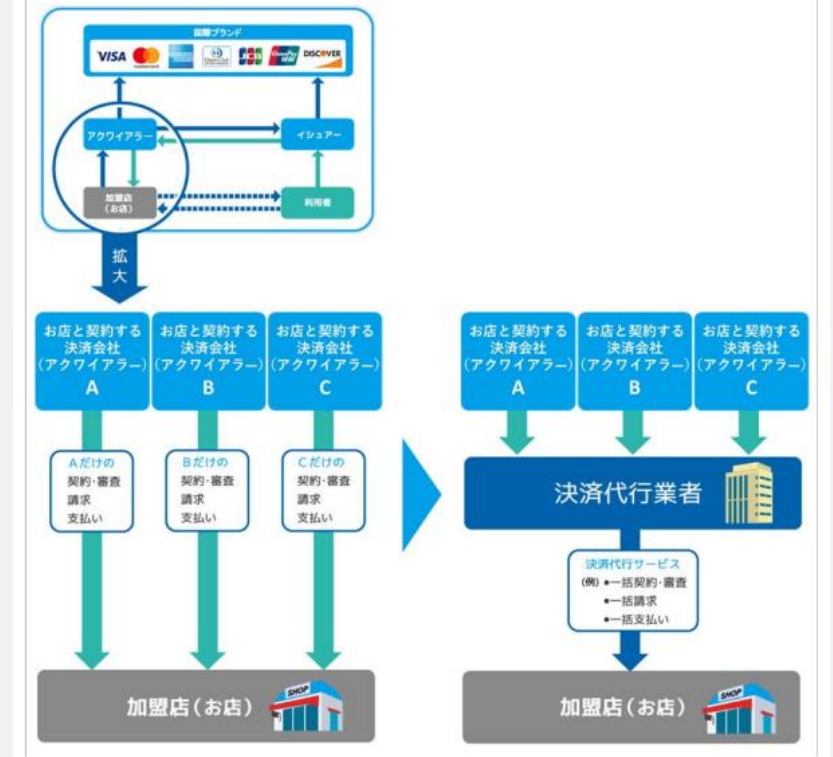 国際ブランド
VISA
DISCOVER
アクワイアラー
イシュアー
加盟店
(お店)
利用者
拡
大
お店と契約する
決済会社
(アクワイアラー)
A
お店と契約する
決済会社
(アクワイアラー)
B
お店と契約する
決済会社
(アクワイアラー)
C
Aだけの
契約・審査
請求
支払い
Bだけの
契約・審査
請求
支払い
Cだけの
契約・審査
請求
支払い
加盟店(お店)
SHOP
お店と契約する
決済会社
(アクワイアラー)
A
お店と契約する
決済会社
(アクワイアラー)
B
お店と契約する
決済会社
(アクワイアラー)
C
決済代行業者
決済代行サービス
(例) ●一括契約・審査
●一括請求
●一括支払い
加盟店(お店)
SHOP